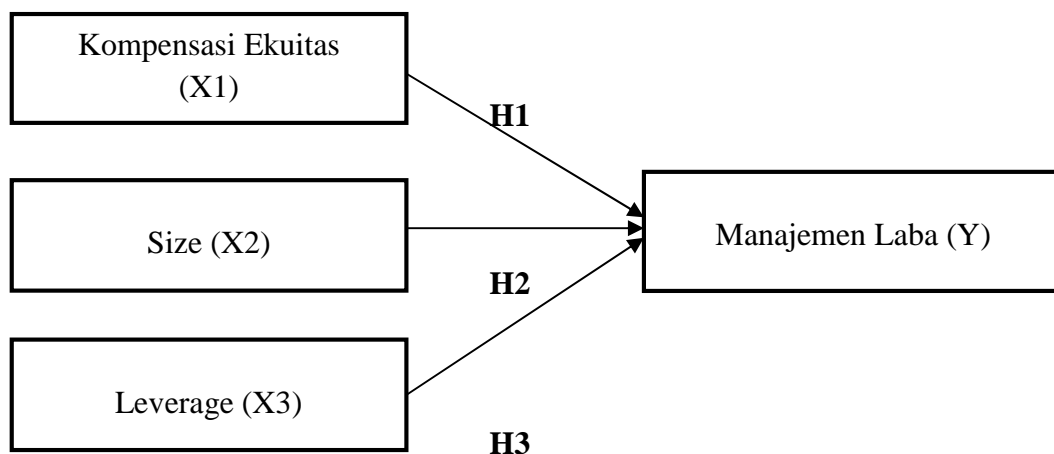 Kompensasi Ekuitas
(X1)
H1
Size (X2)
Manajemen Laba (Y)
H2
Leverage (X3)
H3